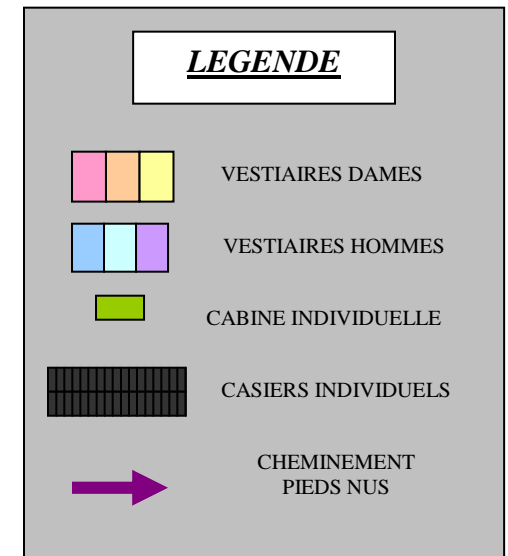 LEGENDE
VESTIAIRES DAMES
VESTIAIRES HOMMES
CABINE INDIVIDUELLE
CASIERS INDIVIDUELS
CHEMINEMENT
PIEDS NUS